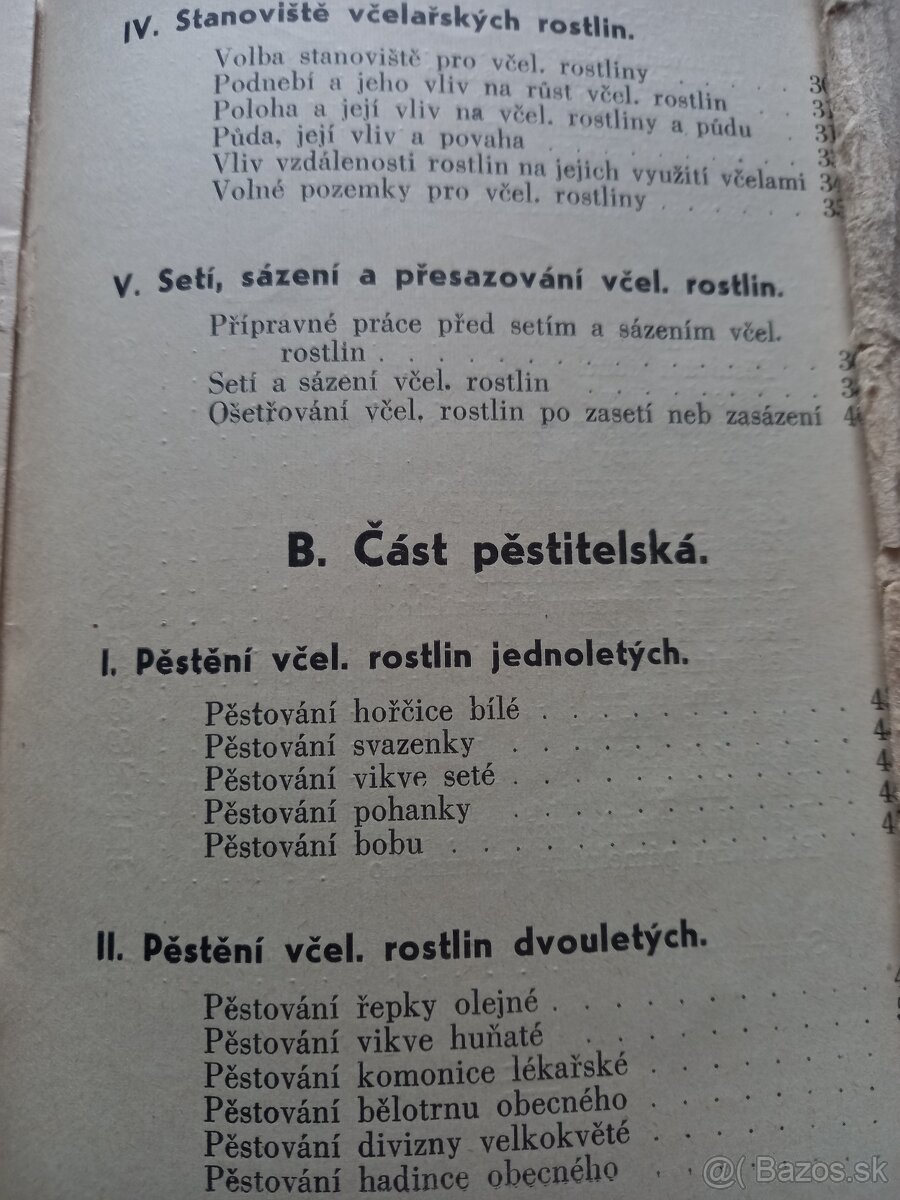 IV. Stanoviště včelařských rostlin.
Volba stanoviště pro včel. rostliny
Podnebí a jeho vliv na růst včel. rostlin
Poloha a její vliv na včel. rostliny a půdu
Půda, její vliv a povaha
Vliv vzdálenosti rostlin na jejich využití včelami
Volné pozemky pro včel. rostliny
V. Setí, sázení a přesazování včel. rostlin.
Přípravné práce před setím a sázením včel.
rostlin
Setí a sázení včel. rostlin
Ošetřování včel. rostlin po zasetí neb zasázení
B. Část pěstitelská.
I. Pěstění včel. rostlin jednoletých.
Pěstování hořčice bílé
Pěstování svazenky
Pěstování vikve seté
Pěstování pohanky
Pěstování bobu
II. Pěstění včel. rostlin dvouletých.
Pěstování řepky olejné
Pěstování vikve huňaté
Pěstování komonice lékařské
Pěstování bělotrnu obecného
Pěstování divizny velkokvěté
Pěstování hadince obecného
Bazos.sk